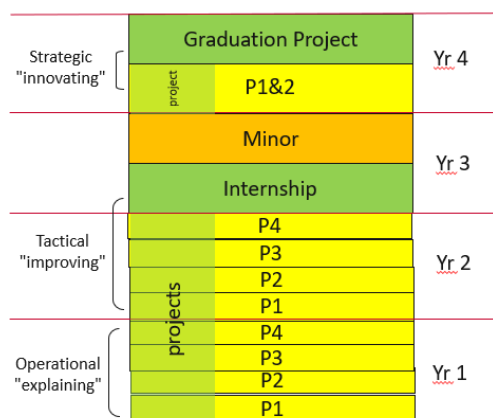 Graduation Project
Strategic
"innovating"
Yr 4
project
P1&2
Minor
Yr 3
Internship
P4
Tactical
"improving"
P3
Yr 2
P2
P1
projects
P4
Operational
"explaining"
P3
Yr 1
P2
P1